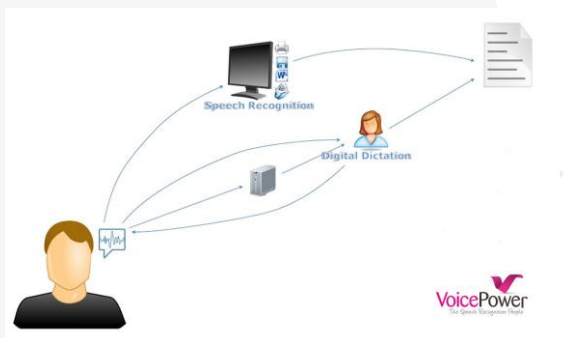 Speech Recognition
Digital Dictation
W
VoicePower
The Speech Recognition People